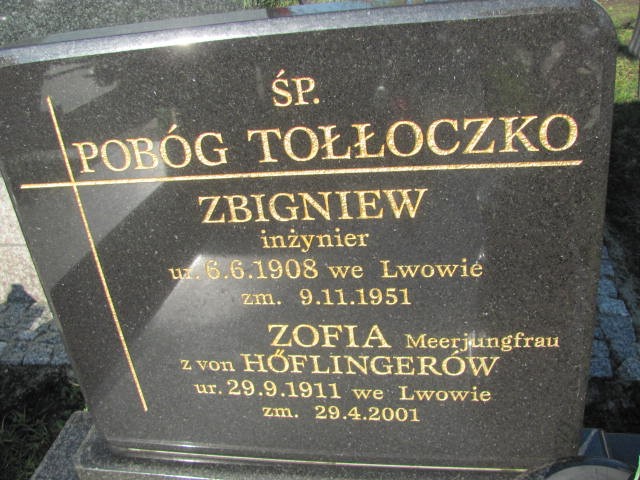 ŚP.
POBÓG TOŁŁOCZKO
ZBIGNIEW
inżynier
ur. 6.6.1908 we Lwowie
zm. 9.11.1951
ZOFIA Meerjungfrau
z von HŐFLINGERÓW
ur. 29.9.1911 we Lwowie
zm. 29.4.2001